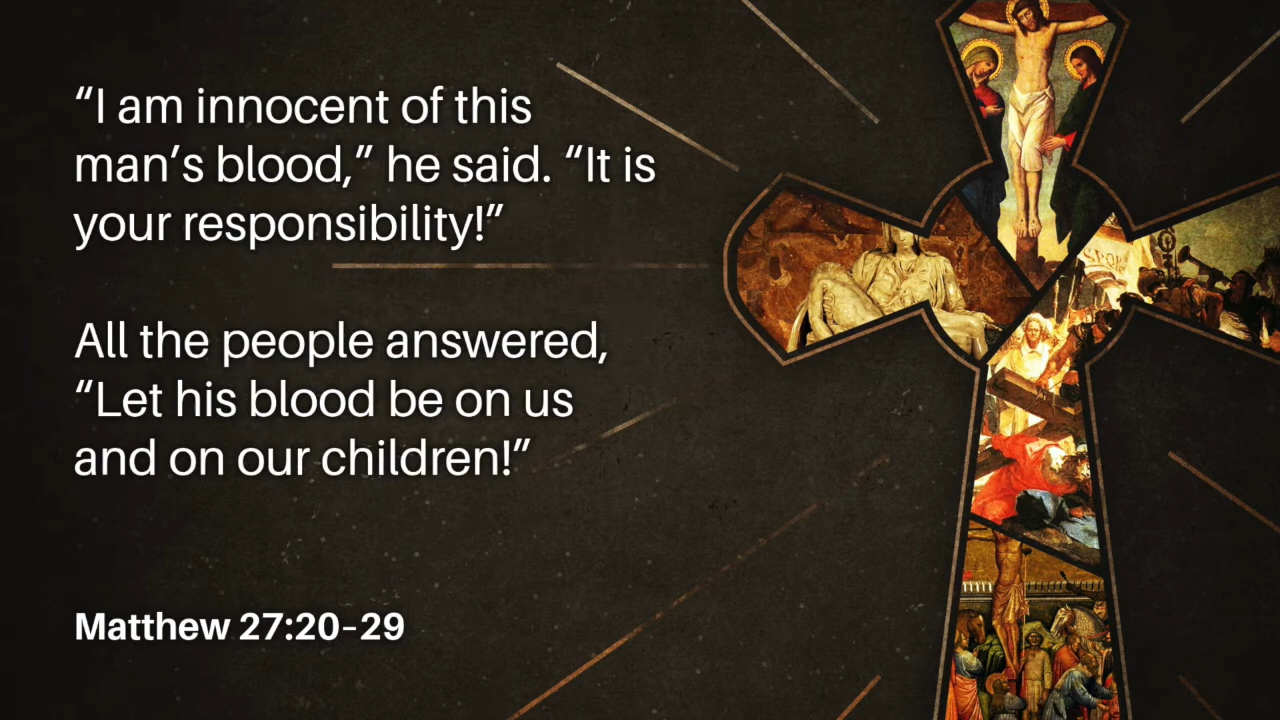 “I am innocent of this
man’s blood,” he said. “It is
your responsibility!”
All the people answered,
“Let his blood be on us
and on our children!”
Matthew 27:20–29
SPQR